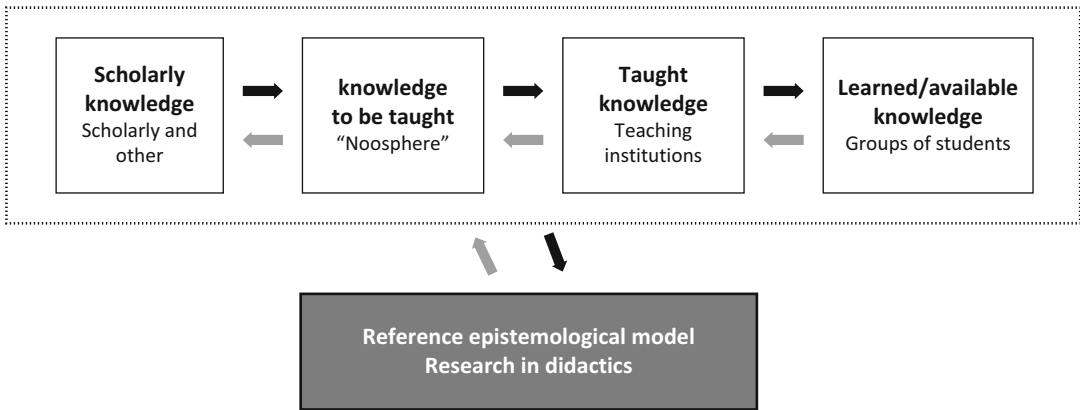 Scholarly
knowledge
Scholarly and
other
knowledge
to be taught
“Noosphere”
Taught
knowledge
Teaching
institutions
Learned/available
knowledge
Groups of students
Reference epistemological model
Research in didactics